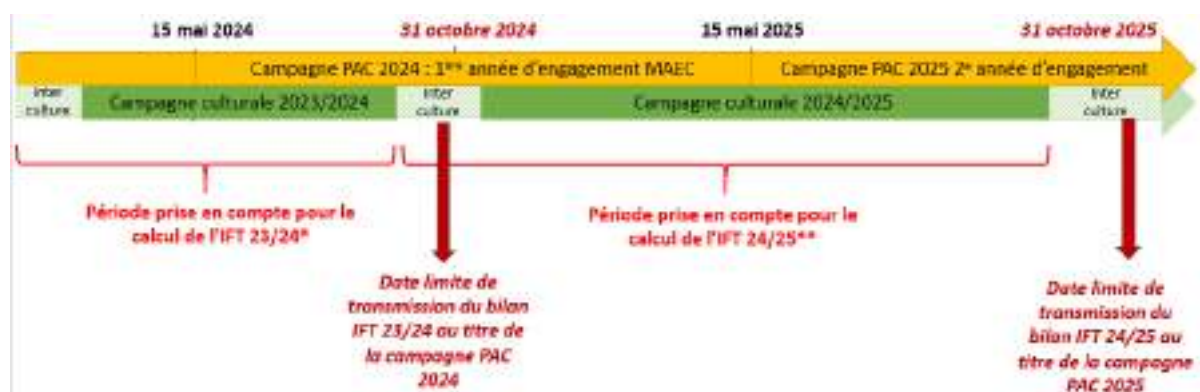 15 mai 2024 31 octobre 2024 15 mai 2025 31 octobre 2025
Campagne PAC 2024 : 1ère année d'engagement MAEC Campagne PAC 2025 2e année d'engagement
Inter
culture
Campagne culturale 2023/2024
Inter
culture
Campagne culturale 2024/2025
Inter
culture
Période prise en compte pour le
calcul de l'IFT 23/24*
Période prise en compte pour le
calcul de l'IFT 24/25**
Date limite de
transmission du bilan
IFT 23/24 au titre de
la campagne PAC
2024
Date limite de
transmission du
bilan IFT 24/25 au
titre de la campagne
PAC 2025